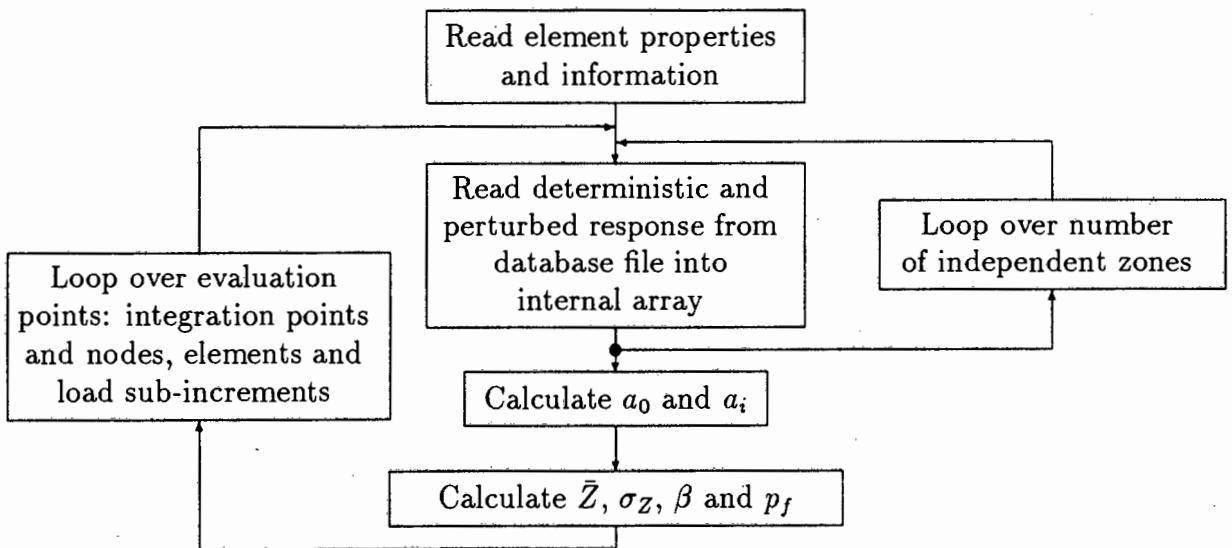 Read element properties
and information
Read deterministic and
perturbed response from
database file into
internal array
Loop over number
of independent zones
Loop over evaluation
points: integration points
and nodes, elements and
load sub-increments
Calculate a₀ and aᵢ
Calculate Z̄, σ_Z, β and p_f